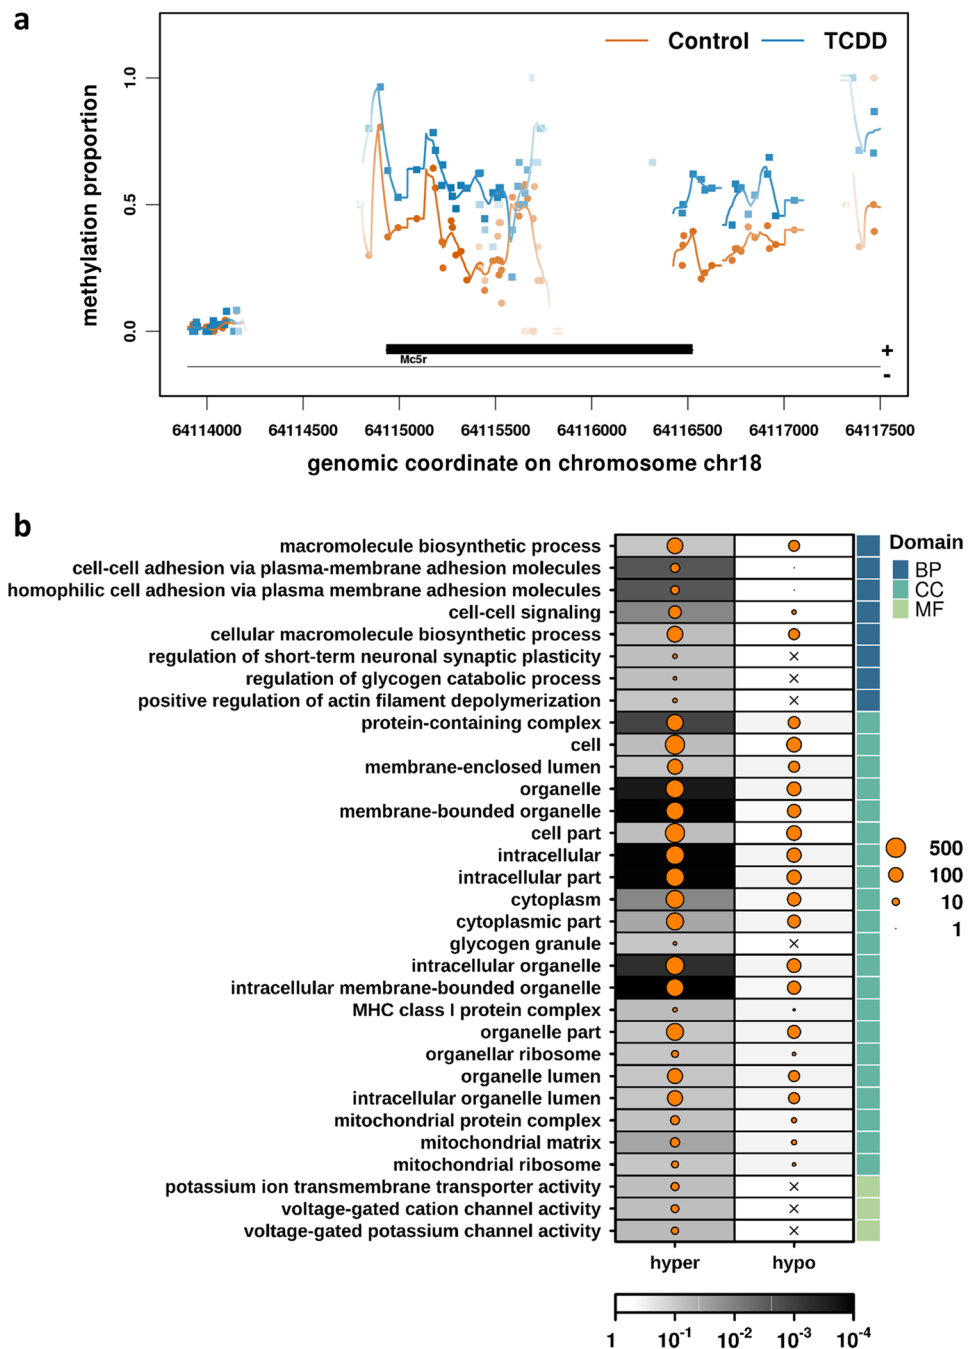 a
Control
TCDD
methylation proportion
1.0
0.5
0.0
Mc5r
+
-
64114000 64114500 64115000 64115500 64116000 64116500 64117000 64117500
genomic coordinate on chromosome chr18
b
macromolecule biosynthetic process
cell-cell adhesion via plasma-membrane adhesion molecules
homophilic cell adhesion via plasma membrane adhesion molecules
cell-cell signaling
cellular macromolecule biosynthetic process
regulation of short-term neuronal synaptic plasticity
regulation of glycogen catabolic process
positive regulation of actin filament depolymerization
protein-containing complex
cell
membrane-enclosed lumen
organelle
membrane-bounded organelle
cell part
intracellular
intracellular part
cytoplasm
cytoplasmic part
glycogen granule
intracellular organelle
intracellular membrane-bounded organelle
MHC class I protein complex
organelle part
organellar ribosome
organelle lumen
intracellular organelle lumen
mitochondrial protein complex
mitochondrial matrix
mitochondrial ribosome
potassium ion transmembrane transporter activity
voltage-gated cation channel activity
voltage-gated potassium channel activity
hyper hypo
Domain
BP
CC
MF
500
100
10
1
1 10⁻¹ 10⁻² 10⁻³ 10⁻⁴